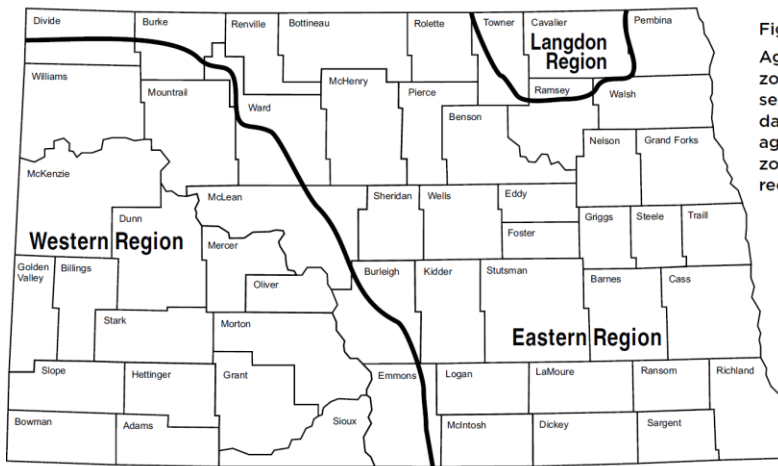 Divide
Burke
Renville
Bottineau
Rolette
Towner
Cavalier
Pembina
Langdon
Region
Williams
Mountrail
Ward
McHenry
Pierce
Benson
Ramsey
Walsh
Nelson
Grand Forks
McKenzie
Dunn
McLean
Sheridan
Wells
Eddy
Foster
Griggs
Steele
Traill
Western Region
Mercer
Golden
Valley
Billings
Oliver
Burleigh
Kidder
Stutsman
Barnes
Cass
Stark
Morton
Eastern Region
Slope
Hettinger
Grant
Emmons
Logan
LaMoure
Ransom
Richland
Bowman
Adams
Sioux
McIntosh
Dickey
Sargent